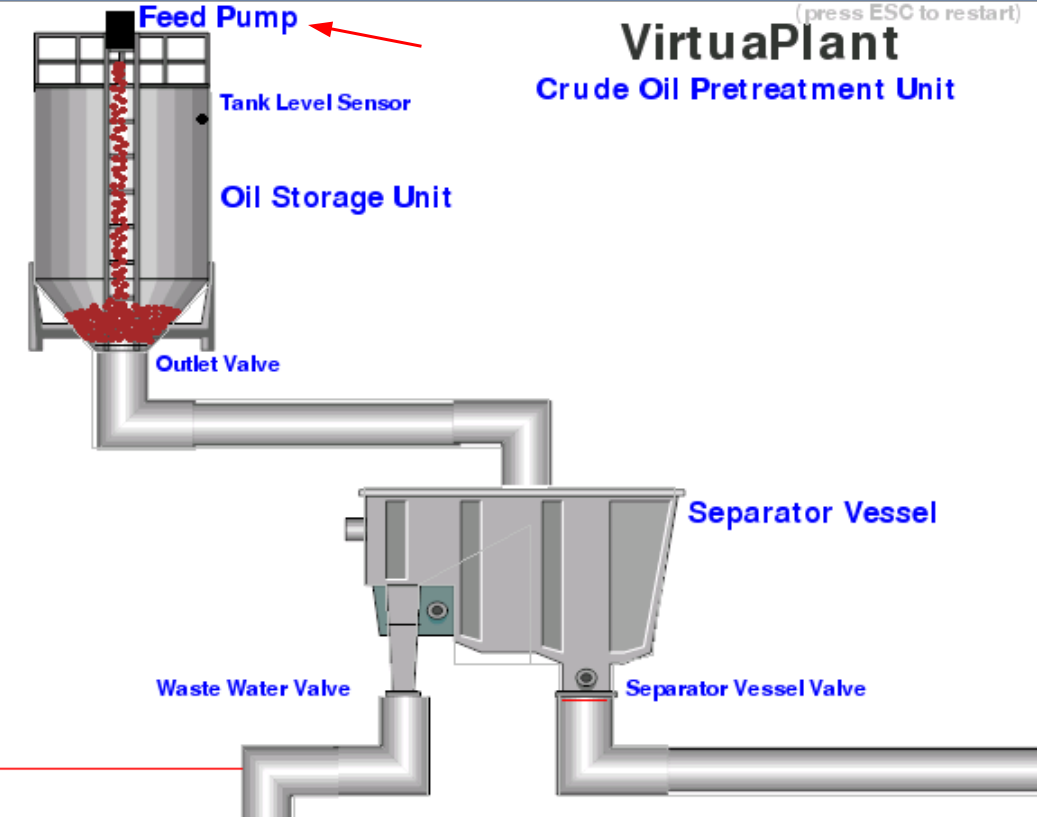 Feed Pump
(press ESC to restart)
VirtuaPlant
Crude Oil Pretreatment Unit
Tank Level Sensor
Oil Storage Unit
Outlet Valve
Separator Vessel
Waste Water Valve
Separator Vessel Valve